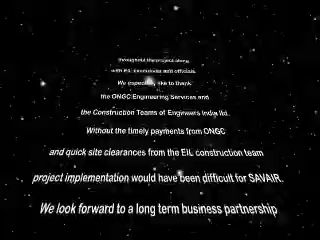 throughout the project along
with EIL executives and officials.
We especially like to thank
the ONGC Engineering Services and
the Construction Teams of Engineers India ltd.
Without the timely payments from ONGC
and quick site clearances from the EIL construction team
project implementation would have been difficult for SAVAIR.
We look forward to a long term business partnership